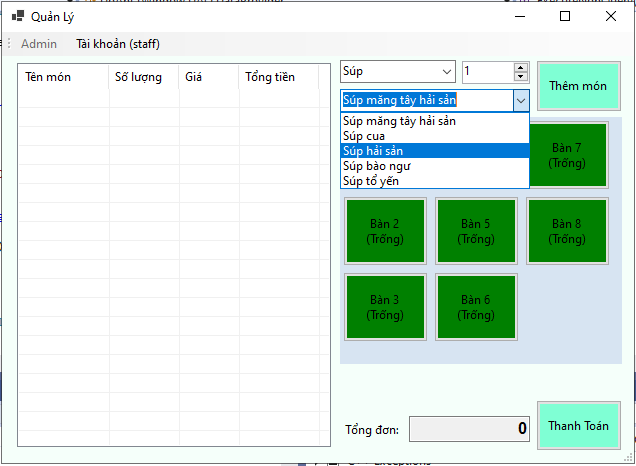 Quản Lý
Admin Tài khoản (staff)
Tên món Số lượng Giá Tổng tiền
Súp 1 Thêm món
Súp măng tây hải sản
Súp măng tây hải sản
Súp cua
Súp hải sản
Súp bào ngư
Súp tổ yến
Bàn 7
(Trống)
Bàn 2 Bàn 5 Bàn 8
(Trống) (Trống) (Trống)
Bàn 3 Bàn 6
(Trống) (Trống)
Tổng đơn: 0 Thanh Toán